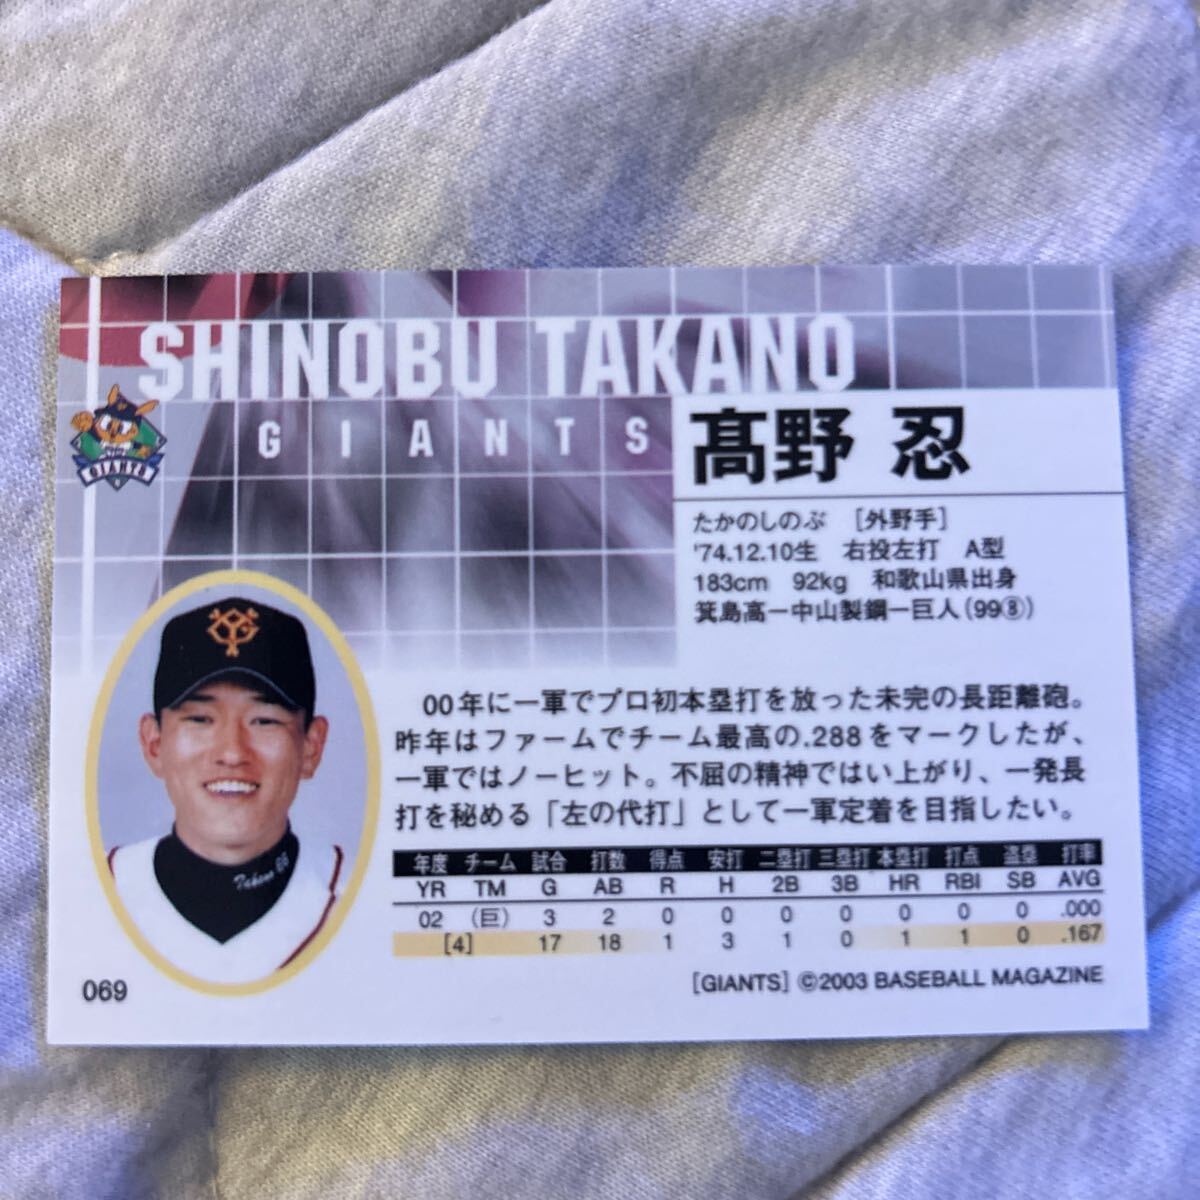 SHINOBU TAKANO
GIANTS
GIANTS
髙野 忍
たかのしのぶ [外野手]
'74.12.10生 右投左打 A型
183cm 92kg 和歌山県出身
箕島高ー中山製鋼ー巨人(99⑧)
YG
Takano 66
00年に一軍でプロ初本塁打を放った未完の長距離砲。
昨年はファームでチーム最高の.288をマークしたが、
一軍ではノーヒット。不屈の精神ではい上がり、一発長
打を秘める「左の代打」として一軍定着を目指したい。
年度 チーム 試合 打数 得点 安打 二塁打 三塁打 本塁打 打点 盗塁 打率
YR TM G AB R H 2B 3B HR RBI SB AVG
02 (巨) 3 2 0 0 0 0 0 0 0 .000
[4] 17 18 1 3 1 0 1 1 0 .167
069
[GIANTS] ©2003 BASEBALL MAGAZINE